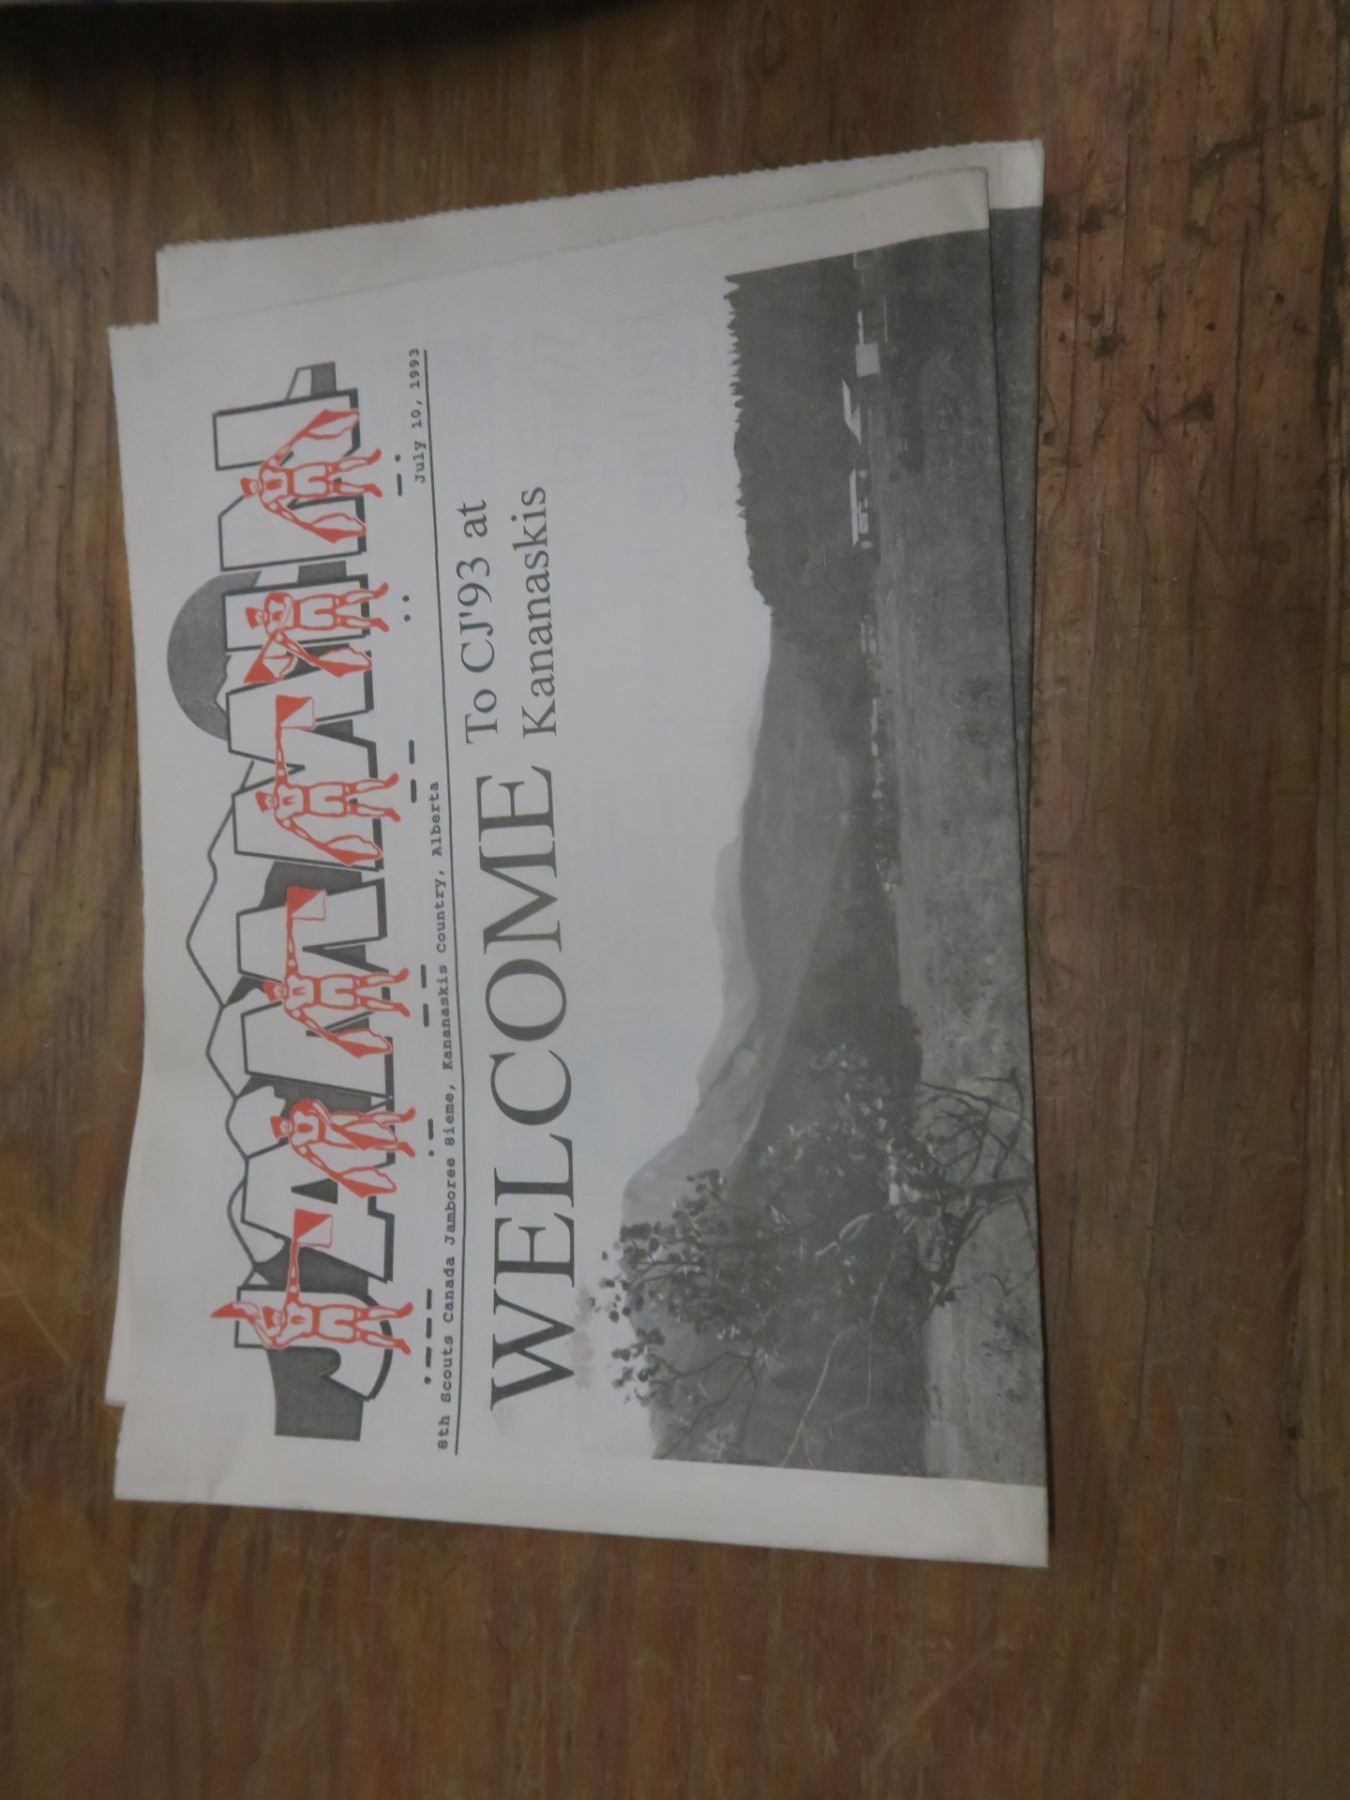 JAMMIN'
8th Scouts Canada Jamboree 8ieme, Kananaskis Country, Alberta July 10, 1993
WELCOME To CJ'93 at
Kananaskis